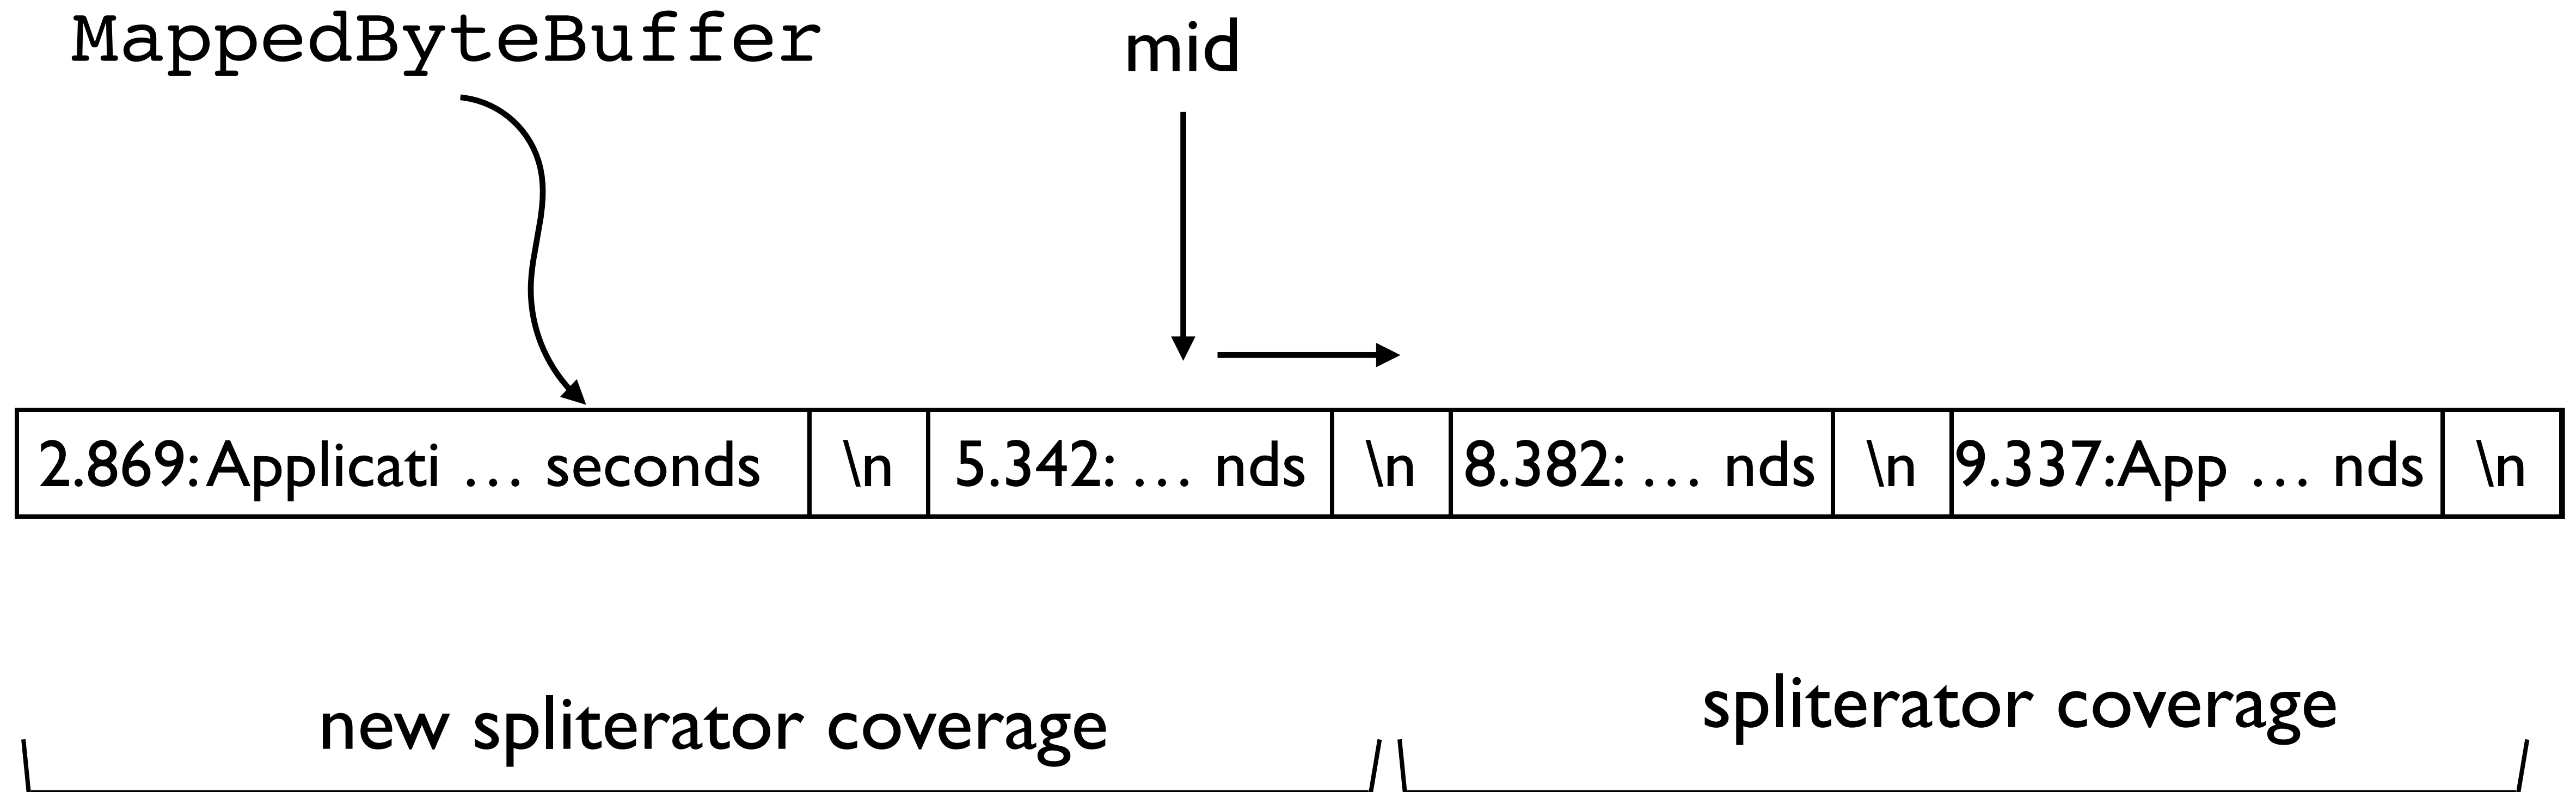 MappedByteBuffer
mid
2.869:Applicati … seconds \n 5.342: … nds \n 8.382: … nds \n 9.337:App … nds \n
new spliterator coverage
spliterator coverage